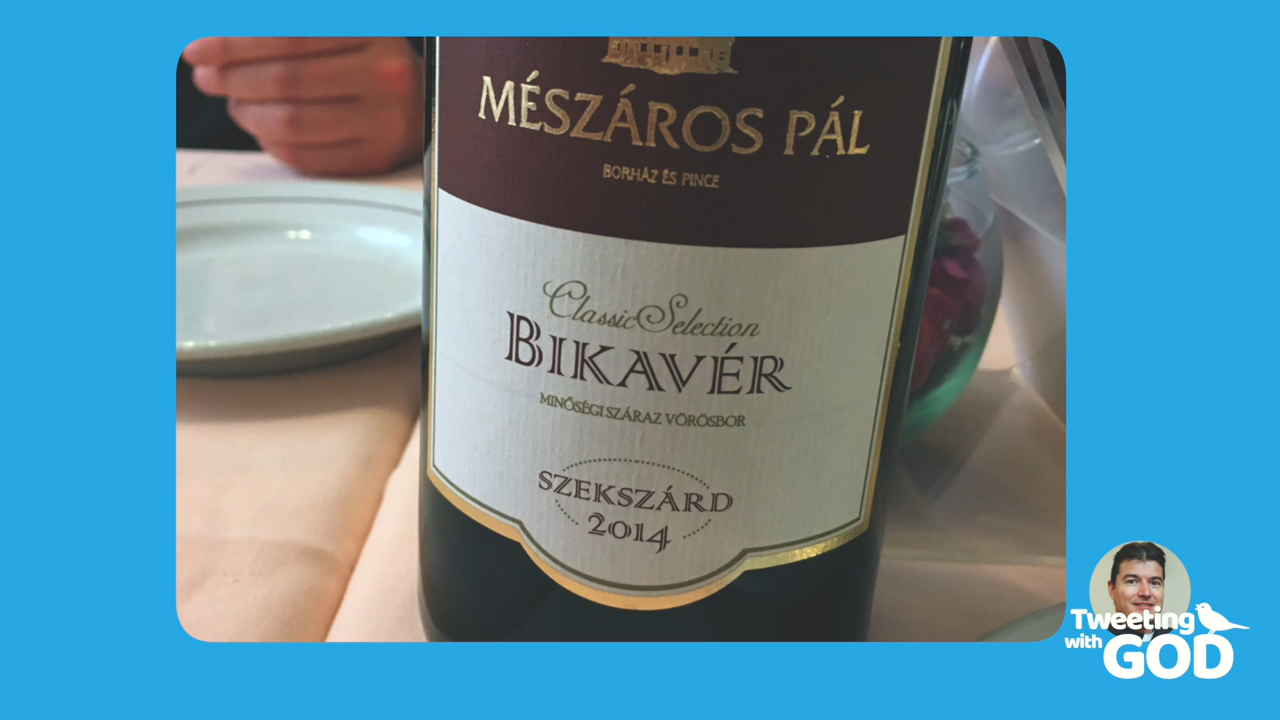 MÉSZÁROS PÁL
BORHÁZ ÉS PINCE
Classic Selection
BIKAVÉR
MINŐSÉGI SZÁRAZ VÖRÖSBOR
SZEKSZÁRD
2014
Tweeting
with GOD